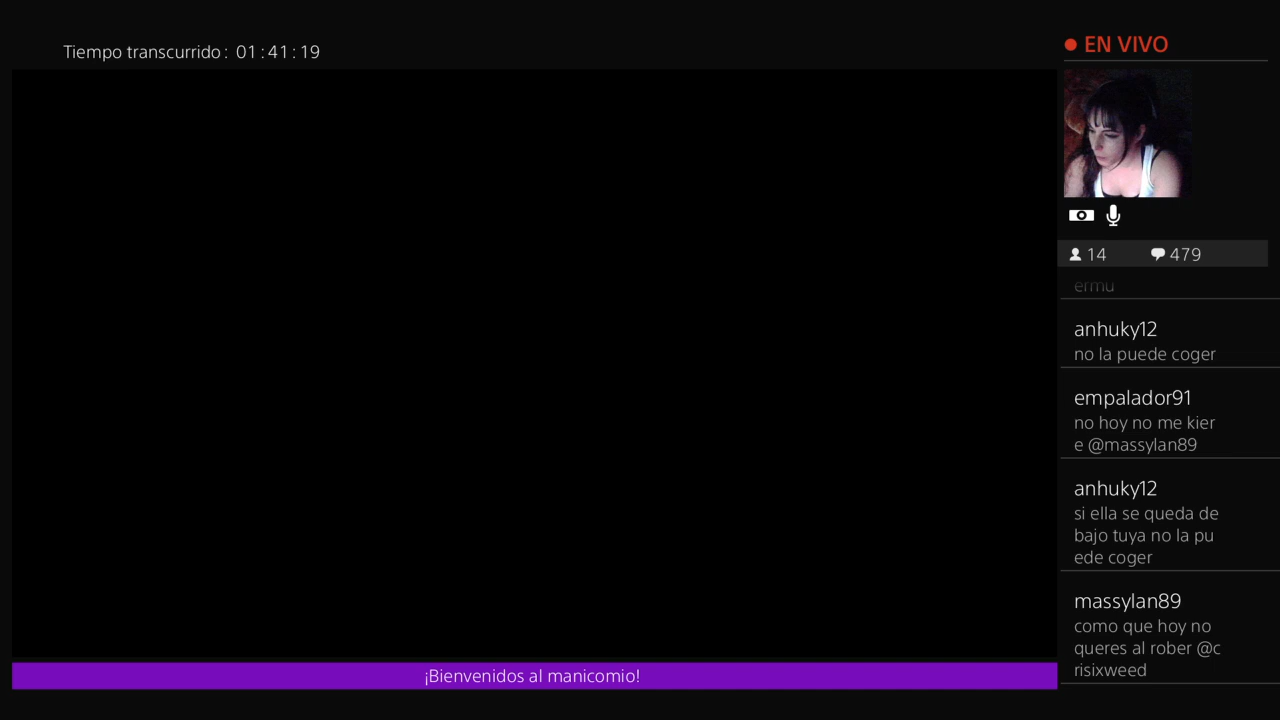 Tiempo transcurrido : 01 : 41 : 19
EN VIVO
14 479
ermu
anhuky12
no la puede coger
empalador91
no hoy no me kier
e @massylan89
anhuky12
si ella se queda de
bajo tuya no la pu
ede coger
massylan89
como que hoy no
queres al rober @c
risixweed
¡Bienvenidos al manicomio!